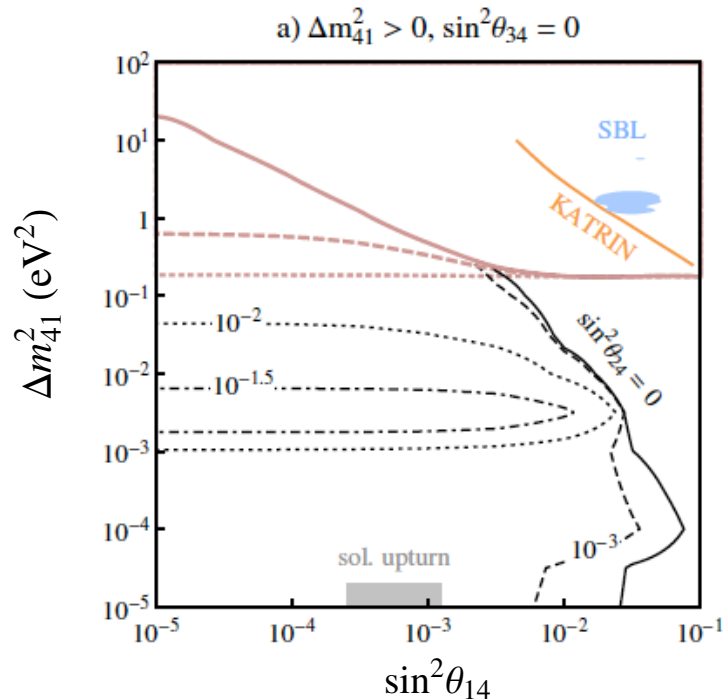 a) Δm²₄₁ > 0, sin²θ₃₄ = 0
10²
10¹
1
10⁻¹
10⁻²
10⁻³
10⁻⁴
10⁻⁵
Δm²₄₁ (eV²)
SBL
KATRIN
10⁻²
10⁻¹·⁵
sin²θ₂₄ = 0
10⁻³
sol. upturn
10⁻⁵ 10⁻⁴ 10⁻³ 10⁻² 10⁻¹
sin²θ₁₄